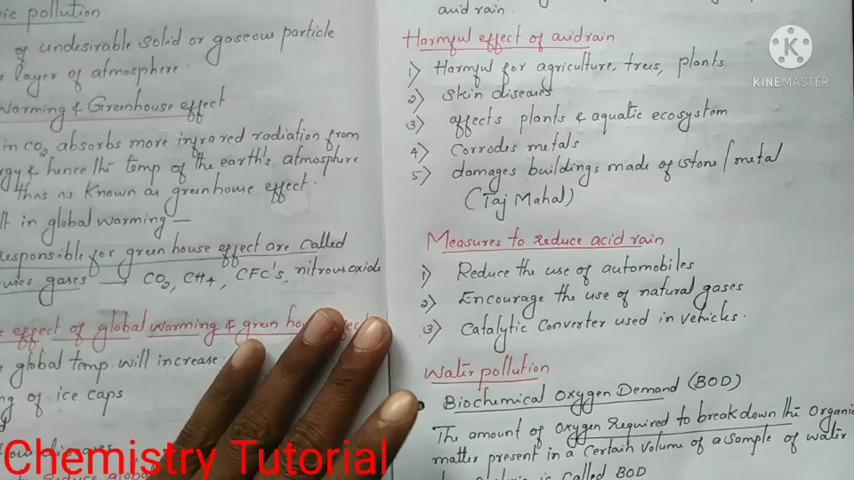 ic pollution
of undesirable solid or gaseous particle
layer of atmosphere.
Warming & Greenhouse effect
in CO2 absorbs more infrared radiation from
rgy & hence the temp of the earth's atmosphere
this is known as greenhouse effect.
lt in global warming —
responsible for green house effect are called
gases → CO2, CH4, CFC's, nitrous oxide
e effect of global warming & green hou
global temp will increase.
ng of ice caps
diseases
acid rain.
Harmful effect of acid rain
1) Harmful for agriculture, trees, plants
2) Skin diseases
3) affects plants & aquatic ecosystem
4) Corrodes metals
5) damages buildings made of stone/metal
(Taj Mahal)
Measures to reduce acid rain
1) Reduce the use of automobiles
2) Encourage the use of natural gases
3) Catalytic Converter used in vehicles.
Water pollution
Biochemical Oxygen Demand (BOD)
The amount of oxygen required to break down the organic
matter present in a certain volume of a sample of water
is called BOD
K
KINEMASTER
Chemistry Tutorial